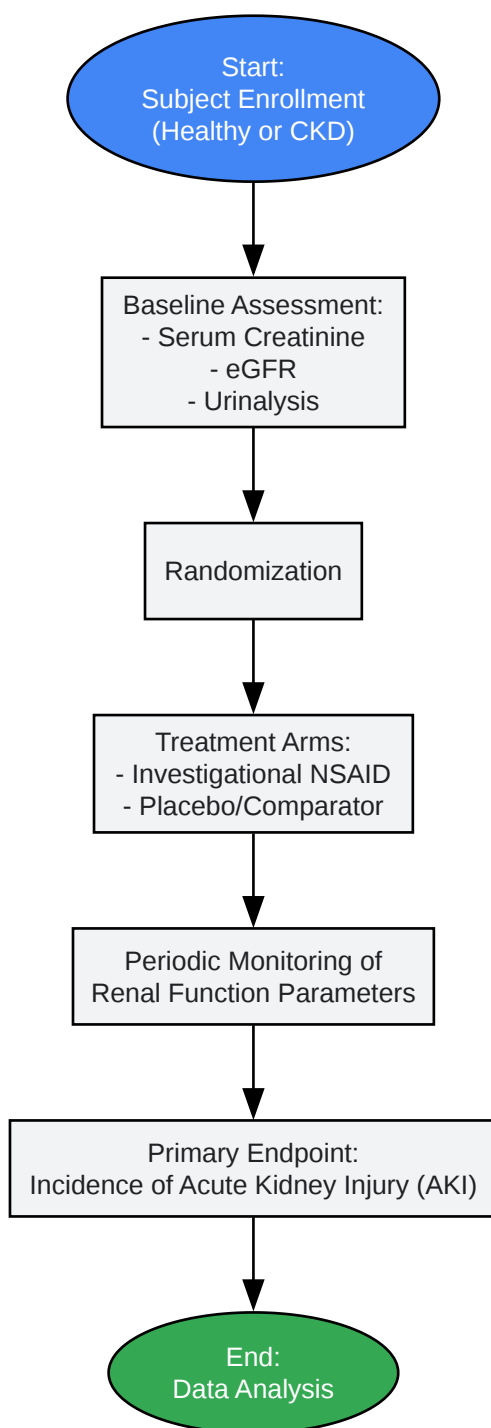 Start:
Subject Enrollment
(Healthy or CKD)
Baseline Assessment:
- Serum Creatinine
- eGFR
- Urinalysis
Randomization
Treatment Arms:
- Investigational NSAID
- Placebo/Comparator
Periodic Monitoring of
Renal Function Parameters
Primary Endpoint:
Incidence of Acute Kidney Injury (AKI)
End:
Data Analysis